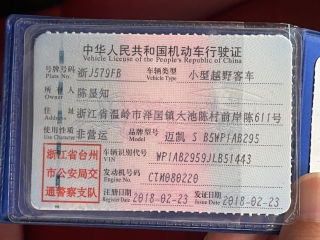 中华人民共和国机动车行驶证
Vehicle License of the People's Republic of China
号牌号码 浙J579FB 车辆类型 小型越野客车
Plate No. Vehicle Type
所有人 陈显知
Owner
住址 浙江省温岭市泽国镇大池陈村前岸陈611号
Address
使用性质 非营运 品牌型号 迈凯 S B5WPIAB295
Use Character Model
浙江省台州
市公安局交
通警察支队
车辆识别代号 WP1AB2959JLB51443
VIN
发动机号码 CTM080220
Engine No.
注册日期 2018-02-23 发证日期 2018-02-23
Register Date Issue Date